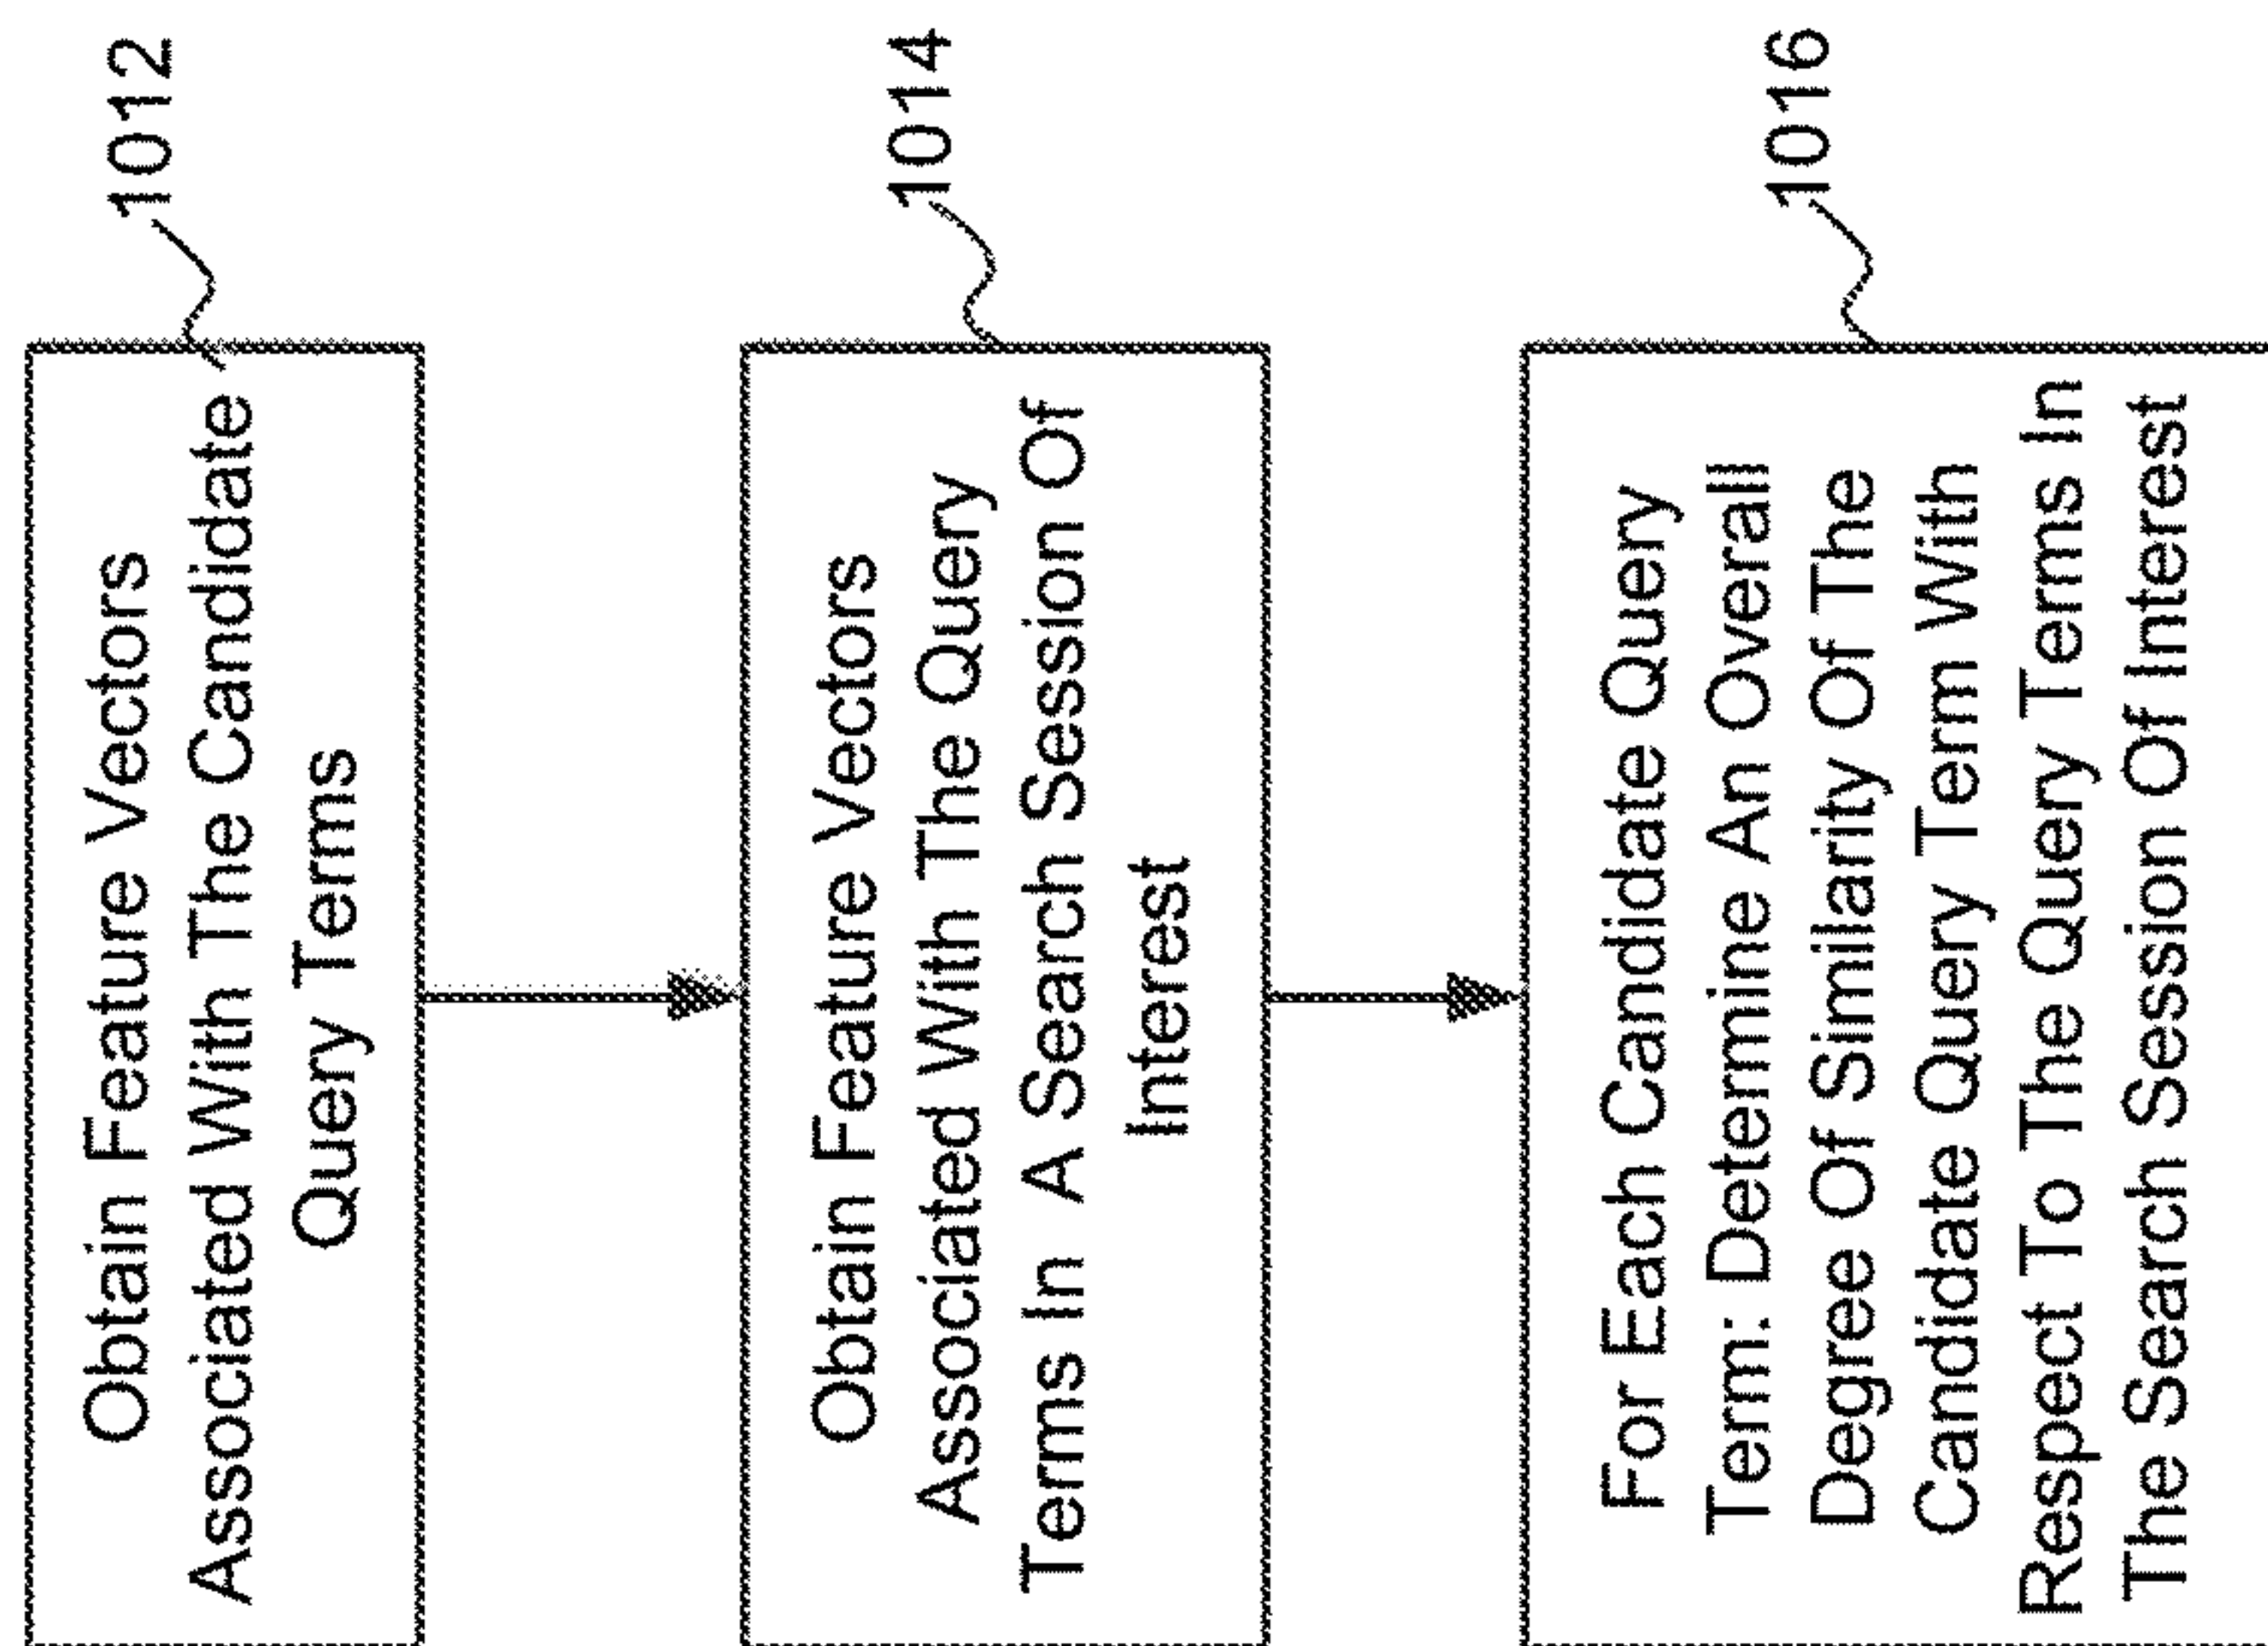 Obtain Feature Vectors
Associated With The Candidate
Query Terms
1012
Obtain Feature Vectors
Associated With The Query
Terms In A Search Session Of
Interest
1014
For Each Candidate Query
Term: Determine An Overall
Degree Of Similarity Of The
Candidate Query Term With
Respect To The Query Terms In
The Search Session Of Interest
1016